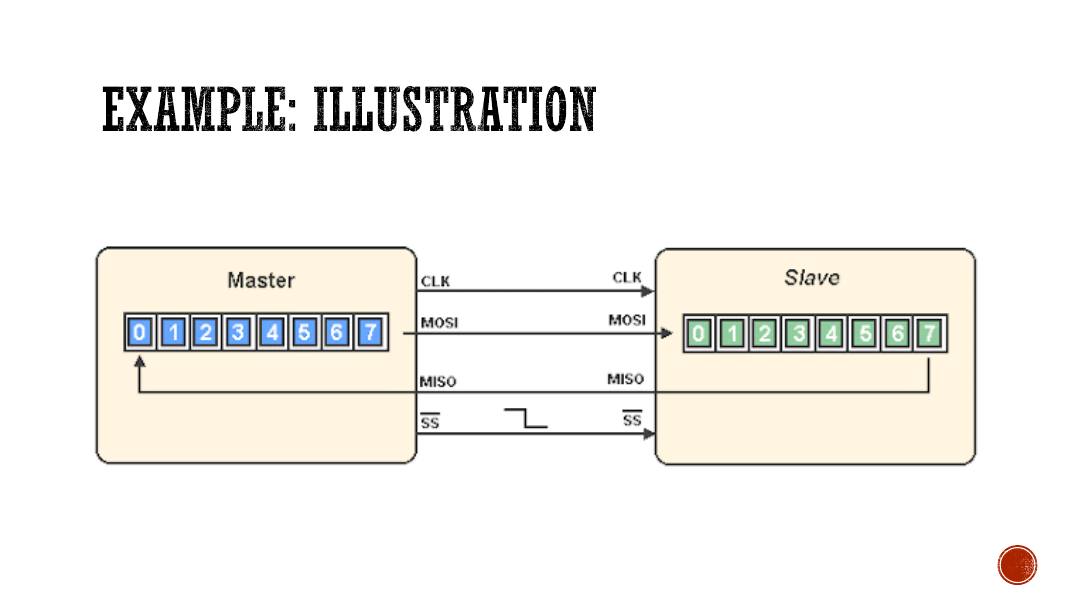 EXAMPLE: ILLUSTRATION
Master
0 1 2 3 4 5 6 7
CLK
MOSI
MISO
SS
CLK
MOSI
MISO
SS
Slave
0 1 2 3 4 5 6 7